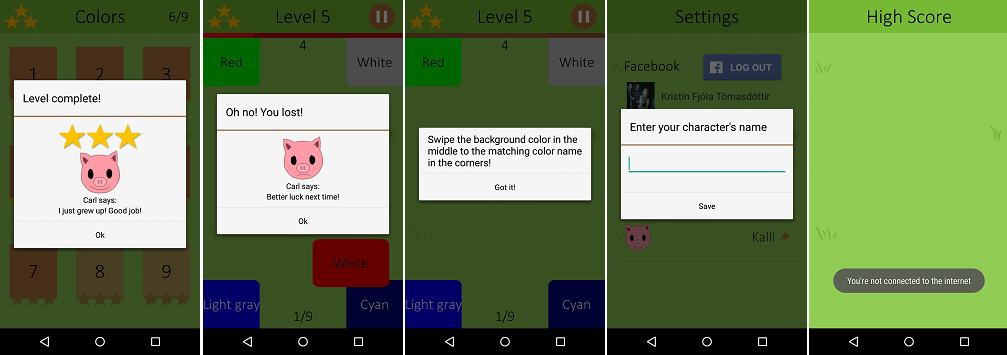 Colors
6/9
1
2
3
Level complete!
Carl says:
I just grew up! Good job!
Ok
7
8
9
Level 5
4
Red
White
Oh no! You lost!
Carl says:
Better luck next time!
Ok
White
Light gray
Cyan
1/9
Level 5
4
Red
White
Swipe the background color in the
middle to the matching color name
in the corners!
Got it!
Light gray
Cyan
1/9
Settings
Facebook
f LOG OUT
Kristín Fjóla Tómasdóttir
Enter your character's name
Save
Kalli
High Score
You're not connected to the internet